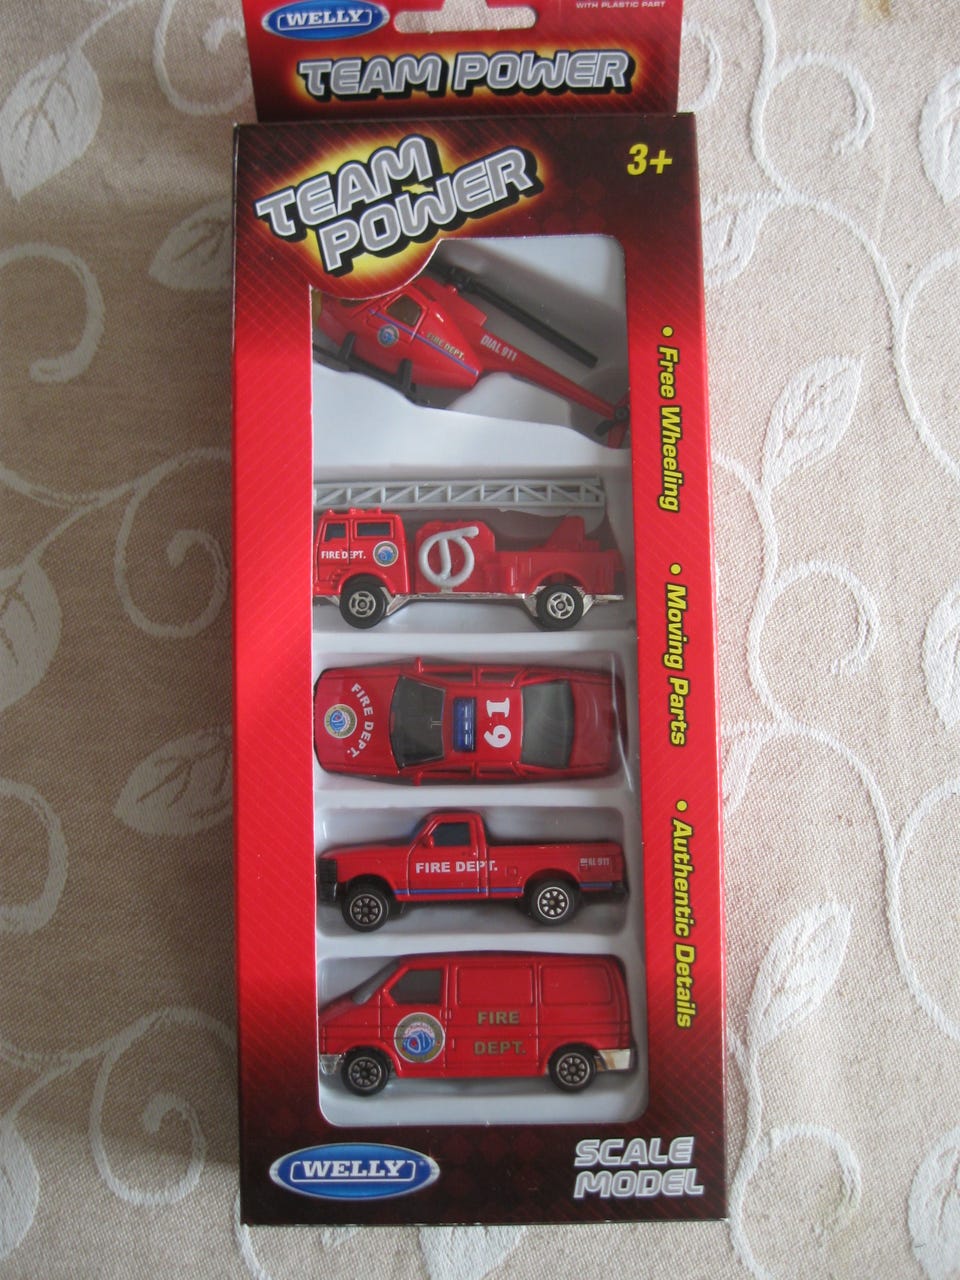 WELLY
WITH PLASTIC PART
TEAM POWER
TEAM
POWER
3+
FIRE DEPT.
DIAL 911
• Free Wheeling
• Moving Parts
• Authentic Details
FIRE DEPT.
FIRE DEPT.
19
FIRE DEPT.
FIRE
DEPT.
WELLY
SCALE
MODEL